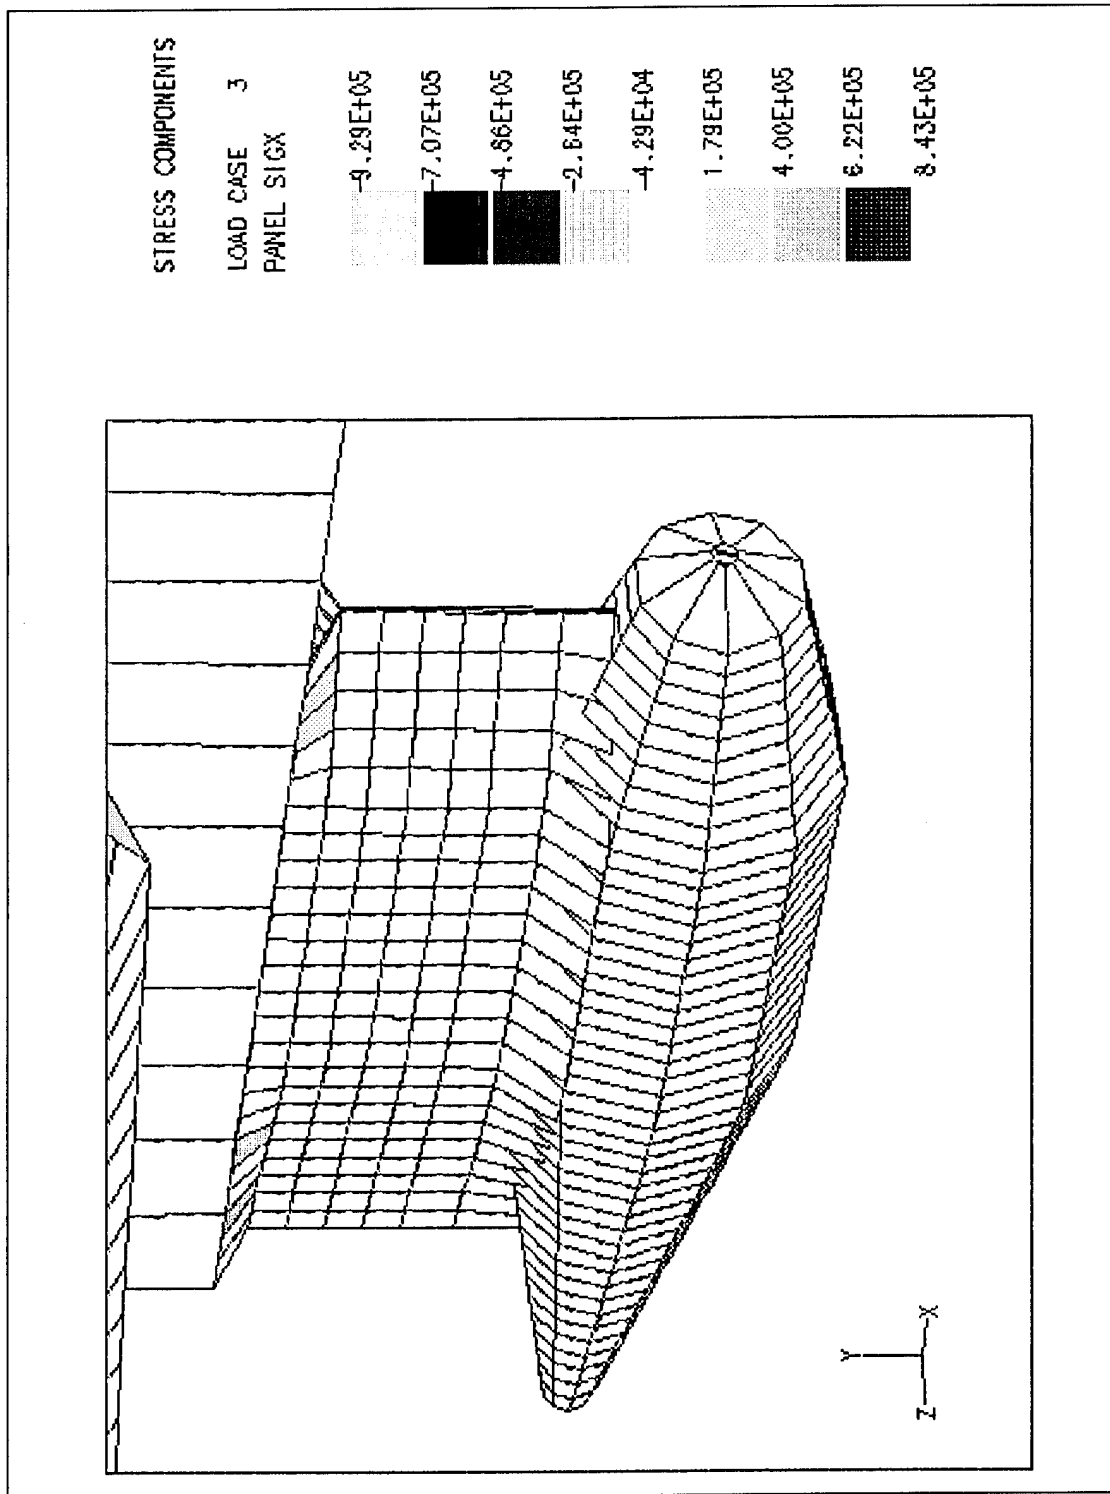 STRESS COMPONENTS
LOAD CASE 3
PANEL SIGX
-9.29E+05
-7.07E+05
-4.86E+05
-2.64E+05
-4.29E+04
1.79E+05
4.00E+05
6.22E+05
8.43E+05
Y
Z
X